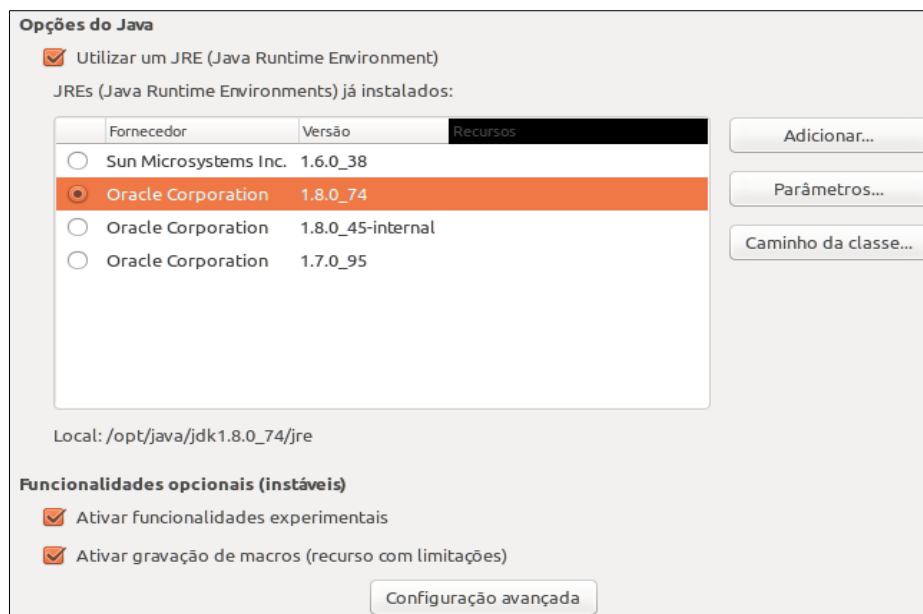 Opções do Java
Utilizar um JRE (Java Runtime Environment)
JREs (Java Runtime Environments) já instalados:
Fornecedor Versão Recursos
Adicionar...
Sun Microsystems Inc. 1.6.0_38
Oracle Corporation 1.8.0_74
Parâmetros...
Oracle Corporation 1.8.0_45-internal
Caminho da classe...
Oracle Corporation 1.7.0_95
Local: /opt/java/jdk1.8.0_74/jre
Funcionalidades opcionais (instáveis)
Ativar funcionalidades experimentais
Ativar gravação de macros (recurso com limitações)
Configuração avançada